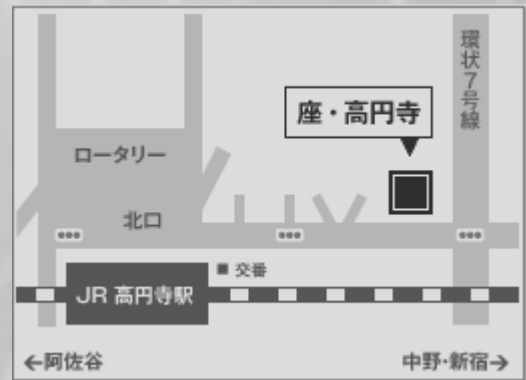 環状7号線
座・高円寺
ロータリー
北口
交番
JR 高円寺駅
←阿佐谷
中野・新宿→